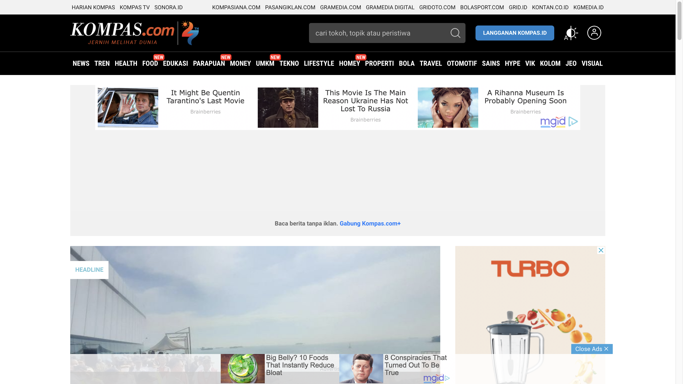 HARIAN KOMPAS KOMPAS TV SONORA.ID KOMPASIANA.COM PASANGIKLAN.COM GRAMEDIA.COM GRAMEDIA DIGITAL GRIDOTO.COM BOLASPORT.COM GRID.ID KONTAN.CO.ID KGMEDIA.ID
KOMPAS.com
JERNIH MELIHAT DUNIA
cari tokoh, topik atau peristiwa
LANGGANAN KOMPAS.ID
NEW NEW NEW NEW
NEWS TREN HEALTH FOOD EDUKASI PARAPUAN MONEY UMKM TEKNO LIFESTYLE HOMEY PROPERTI BOLA TRAVEL OTOMOTIF SAINS HYPE VIK KOLOM JEO VISUAL
It Might Be Quentin
Tarantino's Last Movie
Brainberries
This Movie Is The Main
Reason Ukraine Has Not
Lost To Russia
Brainberries
A Rihanna Museum Is
Probably Opening Soon
Brainberries
mgid
Baca berita tanpa iklan. Gabung Kompas.com+
HEADLINE
TURBO
Close Ads ×
Big Belly? 10 Foods
That Instantly Reduce
Bloat
8 Conspiracies That
Turned Out To Be
True
mgid